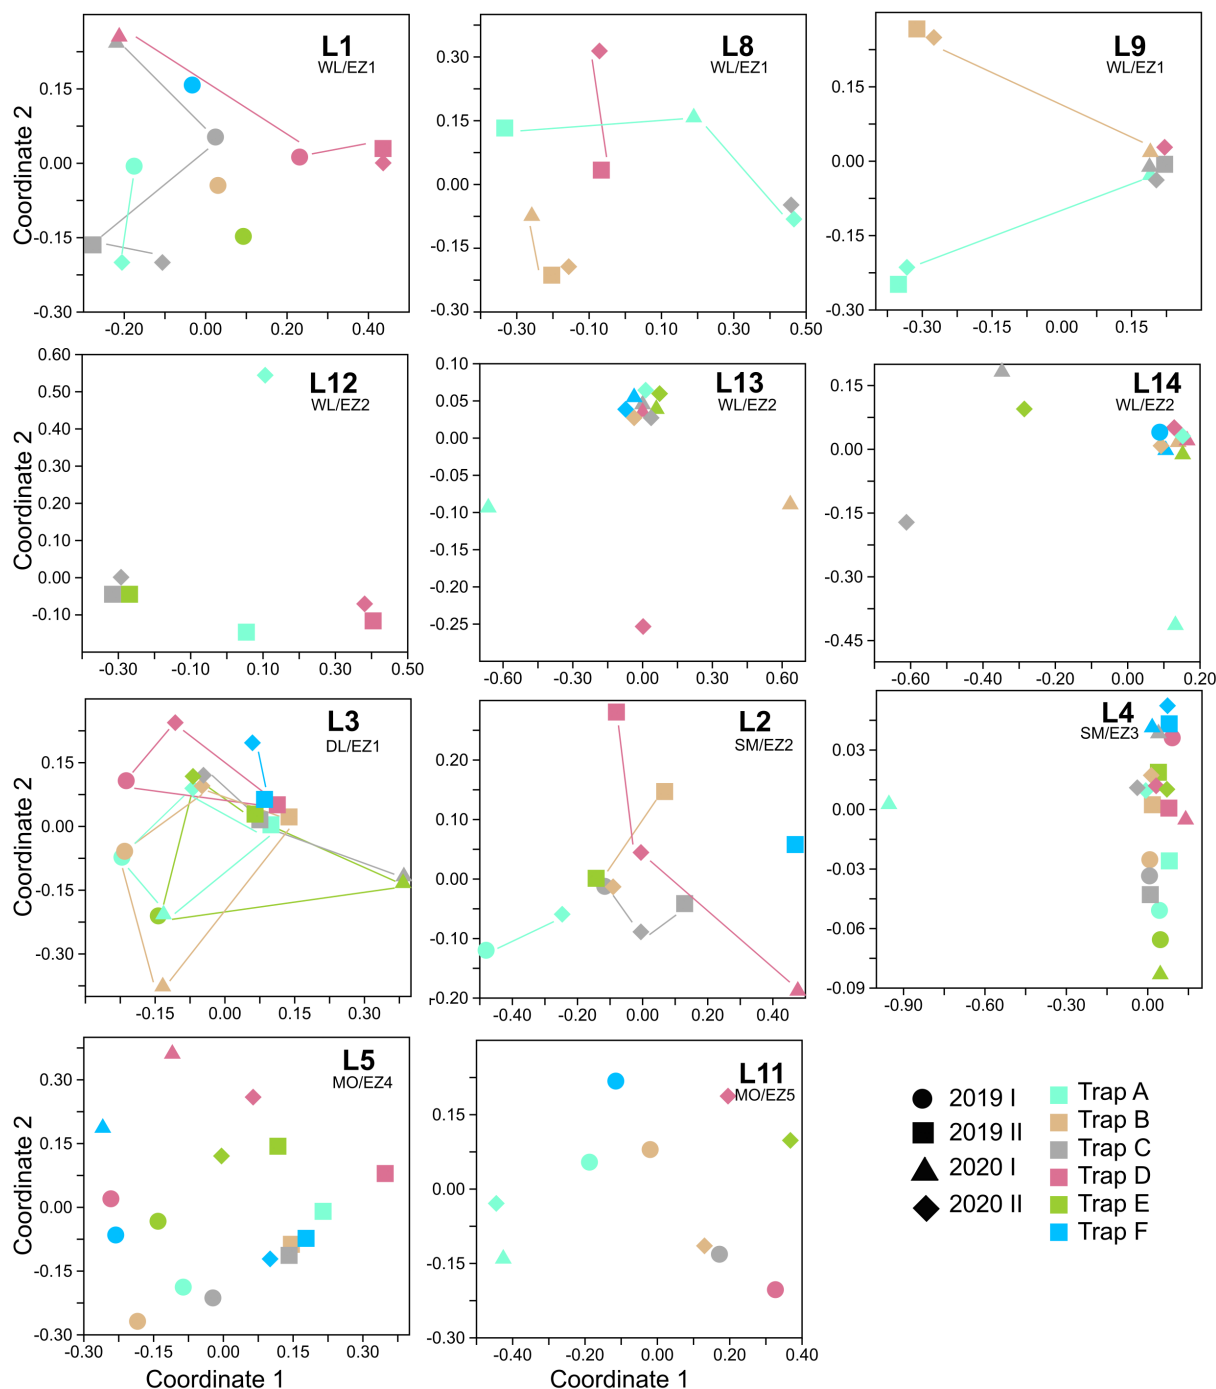 L1
WL/EZ1
Coordinate 2
0.15
0.00
-0.15
-0.30
-0.20 0.00 0.20 0.40
L8
WL/EZ1
0.30
0.15
0.00
-0.15
-0.30
-0.30 -0.10 0.10 0.30 0.50
L9
WL/EZ1
0.15
0.00
-0.15
-0.30
-0.30 -0.15 0.00 0.15
L12
WL/EZ2
Coordinate 2
0.60
0.50
0.40
0.30
0.20
0.10
0.00
-0.10
-0.30 -0.10 0.10 0.30 0.50
L13
WL/EZ2
0.10
0.05
0.00
-0.05
-0.10
-0.15
-0.20
-0.25
-0.60 -0.30 0.00 0.30 0.60
L14
WL/EZ2
0.15
0.00
-0.15
-0.30
-0.45
-0.60 -0.40 -0.20 0.00 0.20
L3
DL/EZ1
Coordinate 2
0.15
0.00
-0.15
-0.30
-0.15 0.00 0.15 0.30
L2
SM/EZ2
0.20
0.10
0.00
-0.10
-0.20
-0.40 -0.20 0.00 0.20 0.40
L4
SM/EZ3
0.03
0.00
-0.03
-0.06
-0.09
-0.90 -0.60 -0.30 0.00
L5
MO/EZ4
Coordinate 2
0.30
0.15
0.00
-0.15
-0.30
-0.30 -0.15 0.00 0.15 0.30
Coordinate 1
L11
MO/EZ5
0.15
0.00
-0.15
-0.30
-0.40 -0.20 0.00 0.20 0.40
Coordinate 1
2019 I
2019 II
2020 I
2020 II
Trap A
Trap B
Trap C
Trap D
Trap E
Trap F